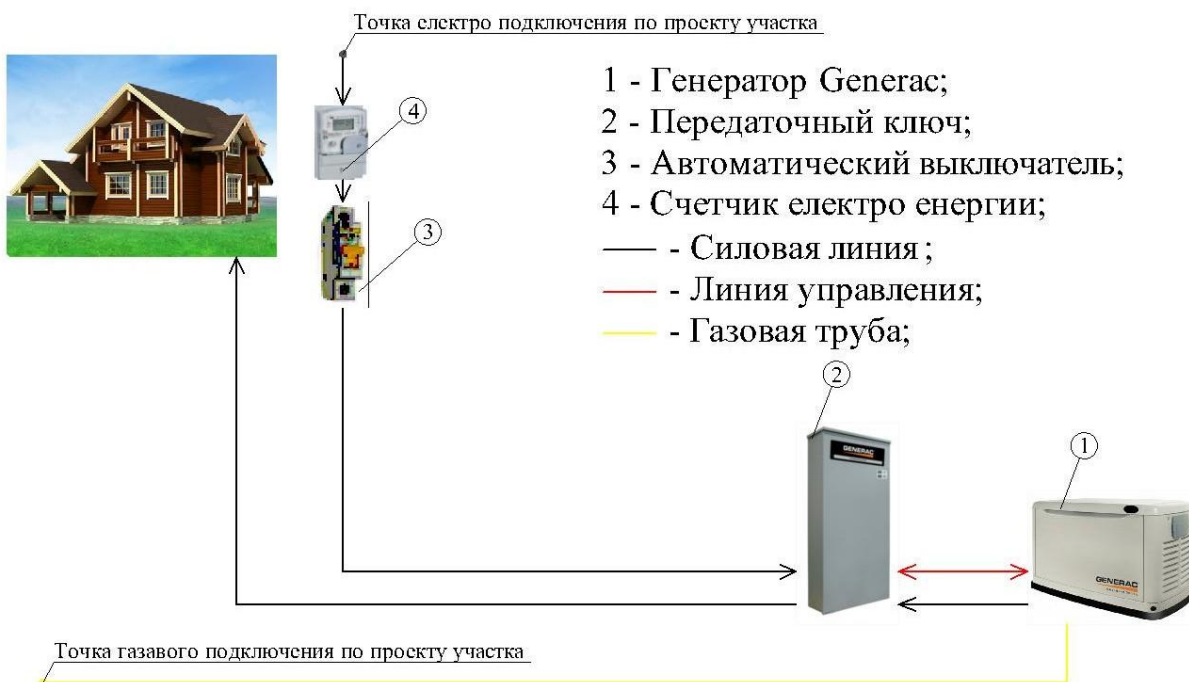 Точка електро подключения по проекту участка
1 - Генератор Generac;
2 - Передаточный ключ;
3 - Автоматический выключатель;
4 - Счетчик електро енергии;
- Силовая линия ;
- Линия управления;
- Газовая труба;
4
3
2
1
GENERAC
GENERAC
Точка газавого подключения по проекту участка